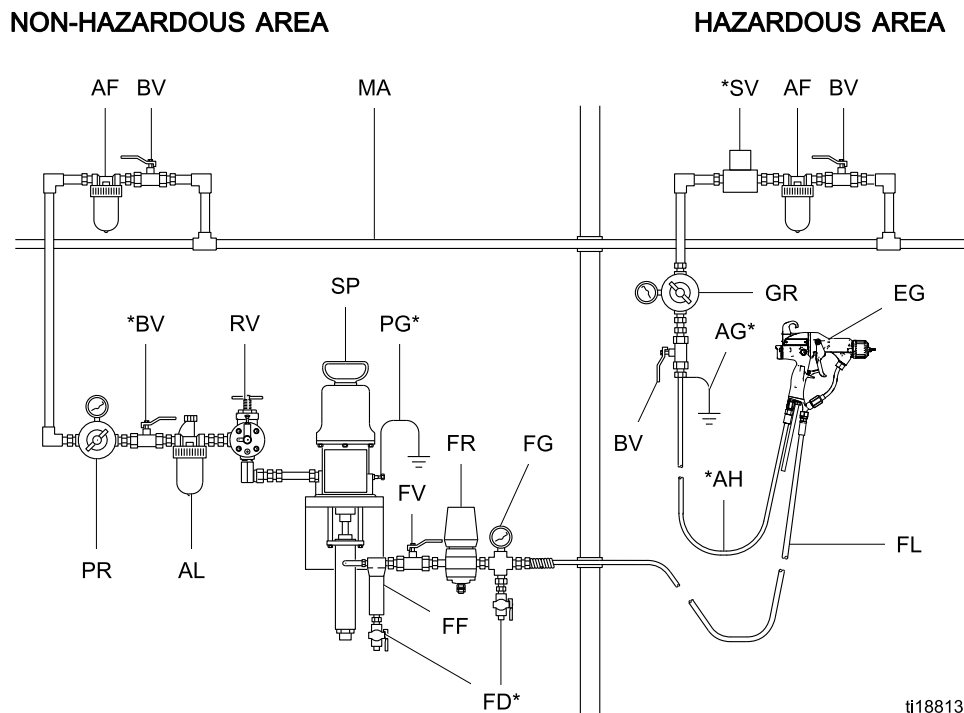 NON-HAZARDOUS AREA
HAZARDOUS AREA
AF BV
MA
*SV AF BV
SP
GR
EG
*BV
RV
PG*
AG*
FR
FG
BV
FV
*AH
PR
AL
FL
FF
FD*
ti18813